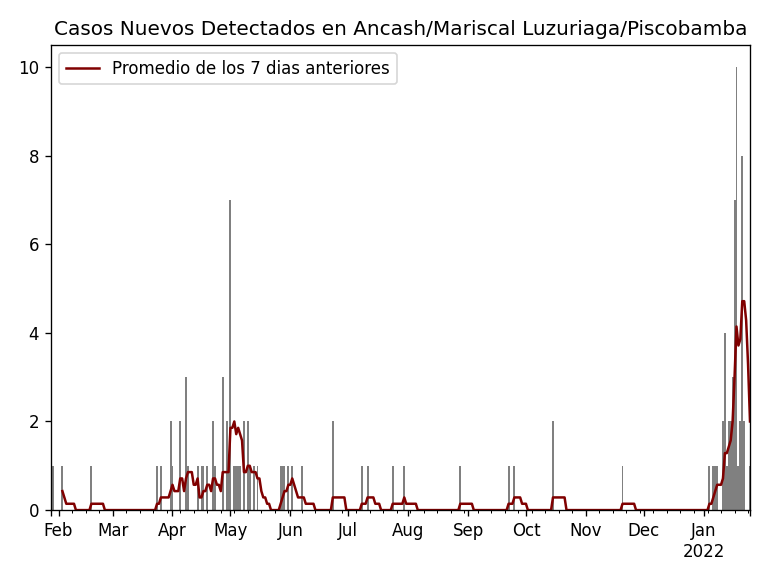 Casos Nuevos Detectados en Ancash/Mariscal Luzuriaga/Piscobamba
Promedio de los 7 dias anteriores
10
8
6
4
2
0
Feb Mar Apr May Jun Jul Aug Sep Oct Nov Dec Jan
2022